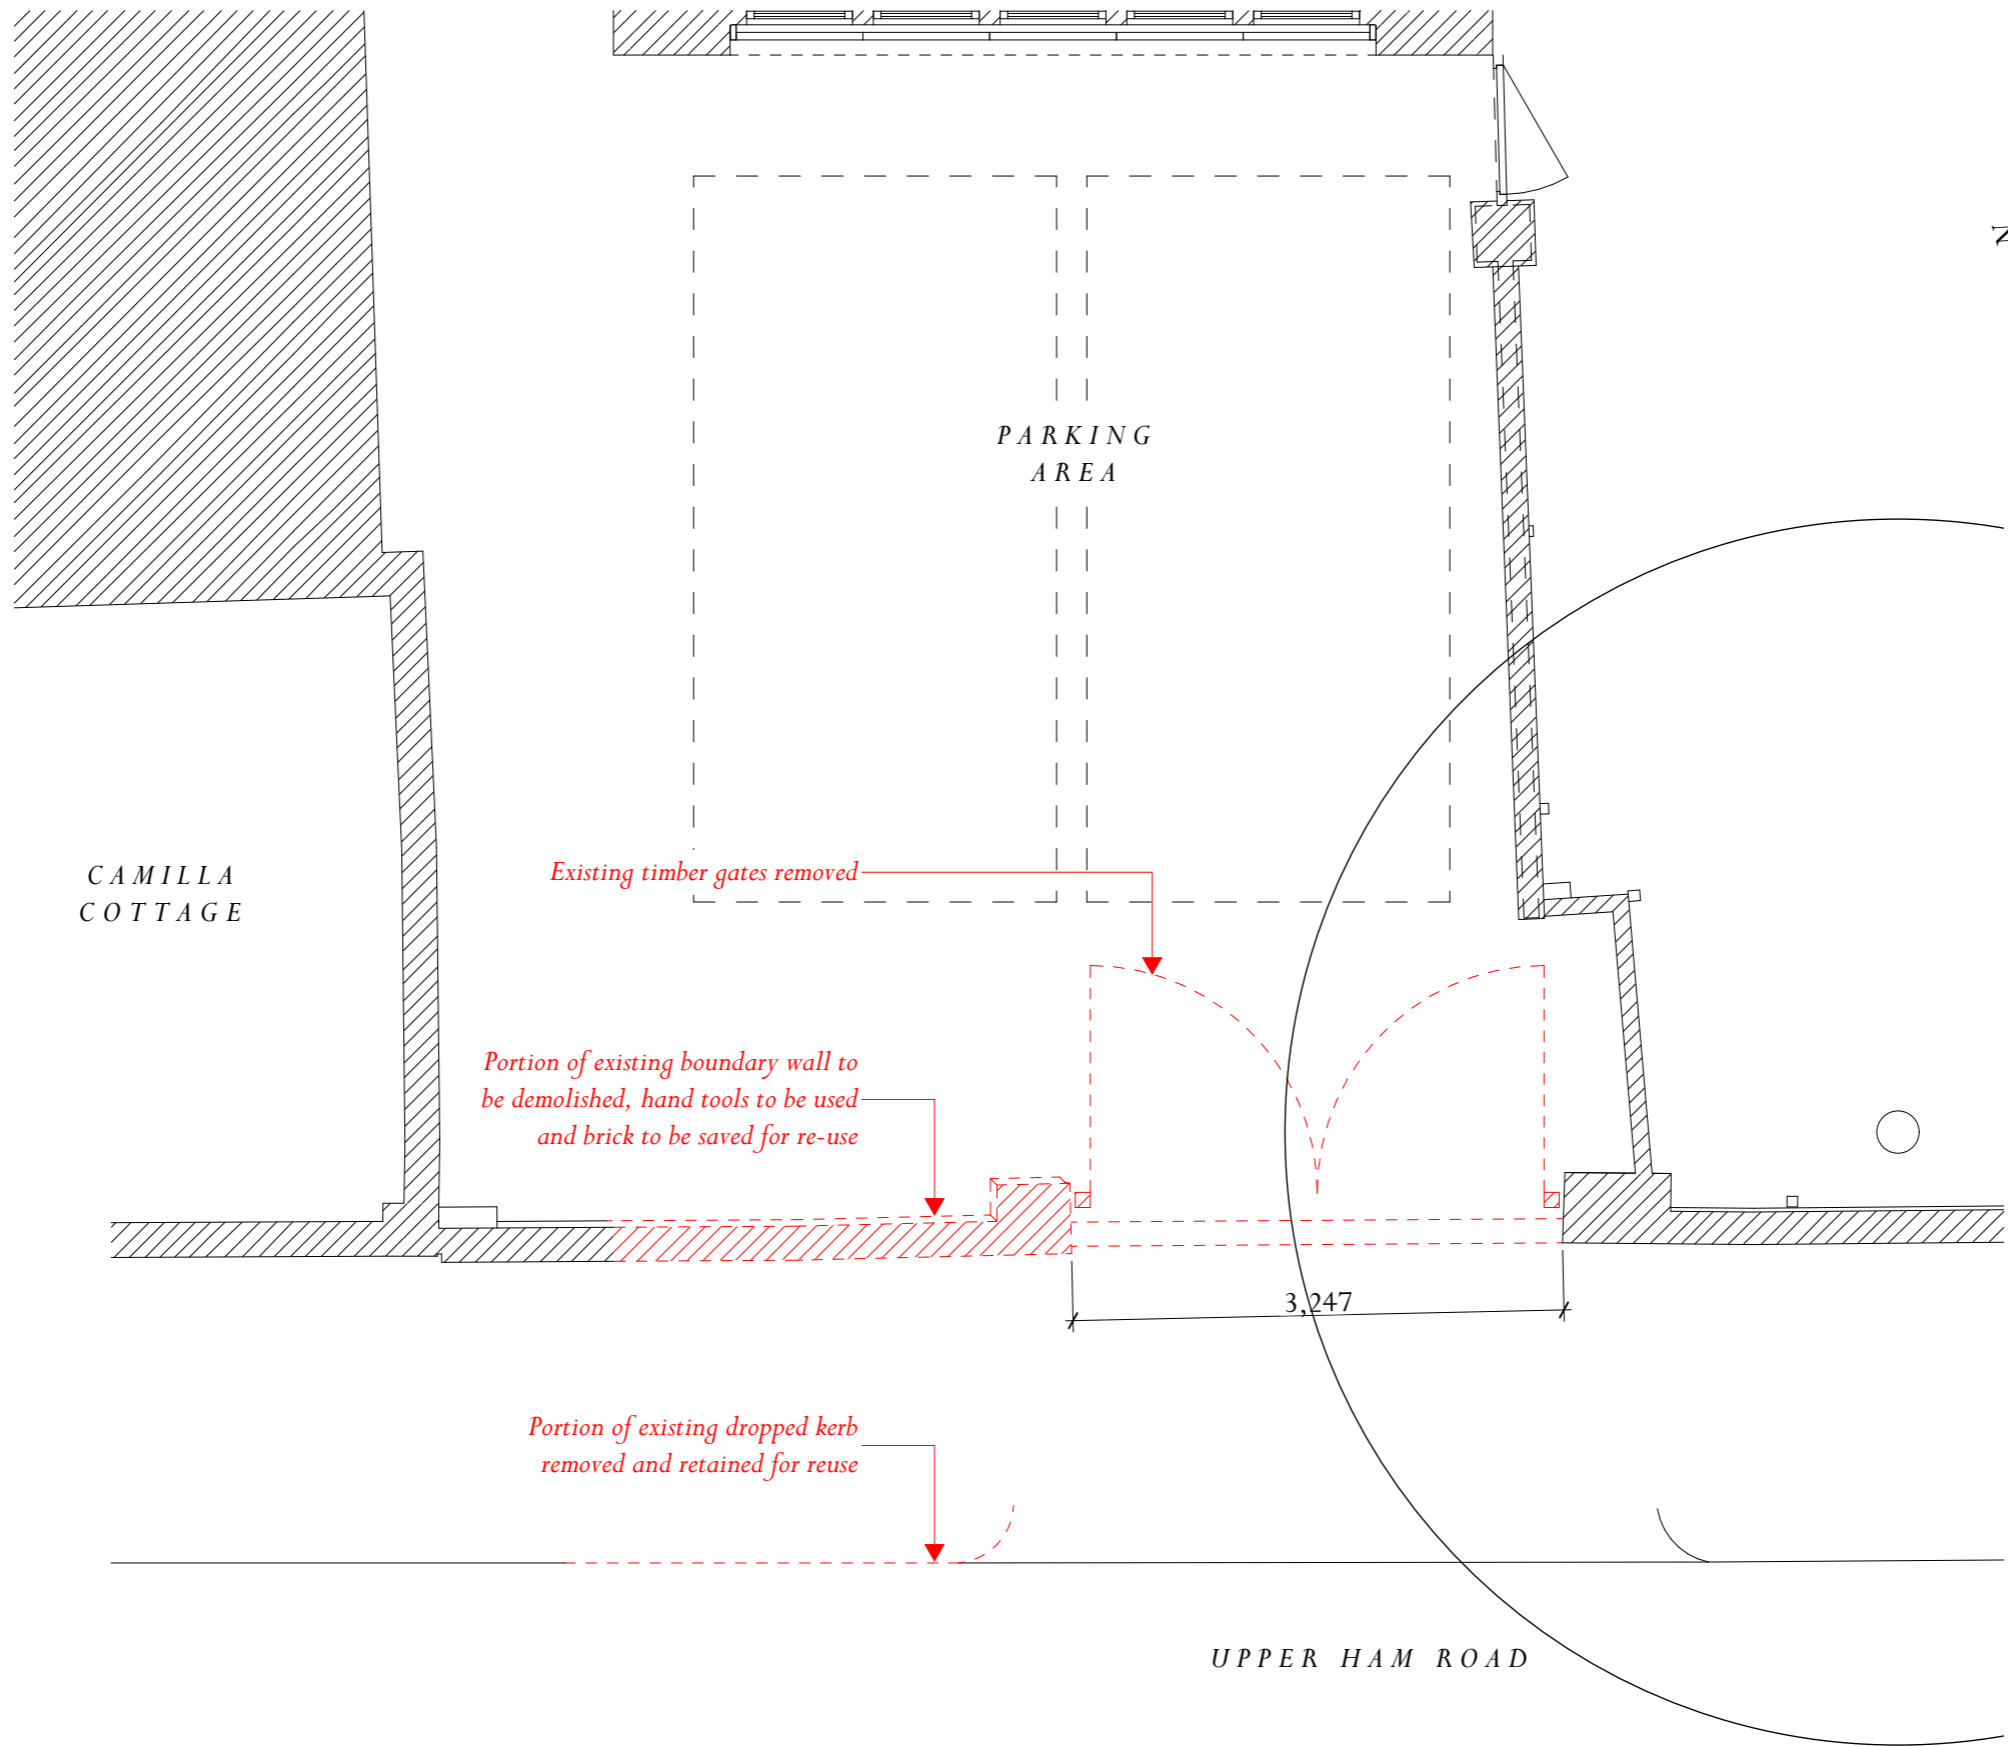 PARKING
AREA
CAMILLA
COTTAGE
Existing timber gates removed
Portion of existing boundary wall to
be demolished, hand tools to be used
and brick to be saved for re-use
3,247
Portion of existing dropped kerb
removed and retained for reuse
UPPER HAM ROAD